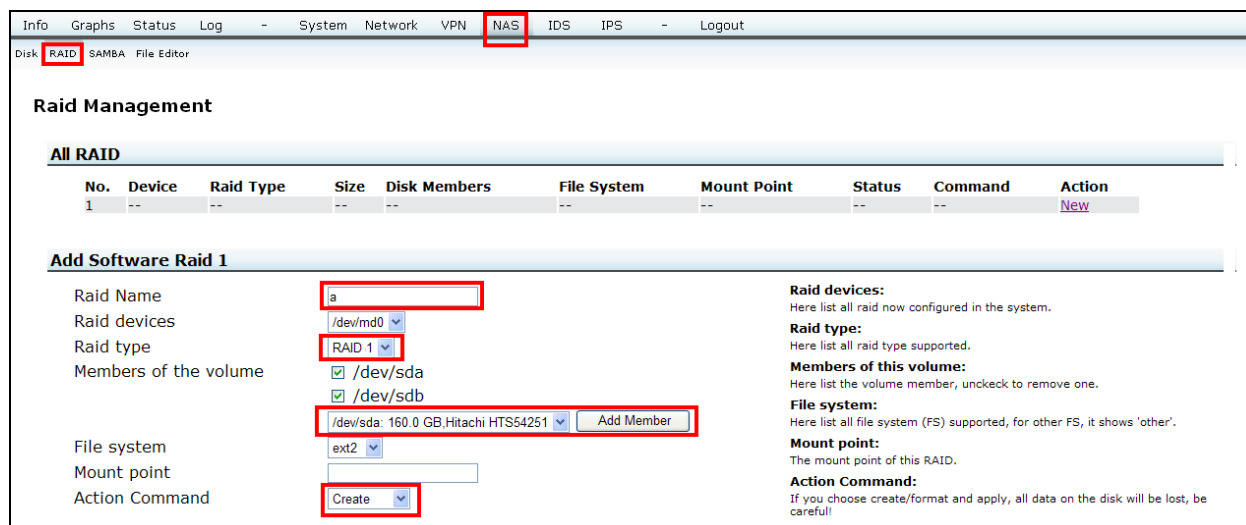 Info Graphs Status Log - System Network VPN NAS IDS IPS - Logout
Disk RAID SAMBA File Editor
Raid Management
All RAID
No. Device Raid Type Size Disk Members File System Mount Point Status Command Action
1 -- -- -- -- -- -- -- -- New
Add Software Raid 1
Raid Name a
Raid devices /dev/md0
Raid type RAID 1
Members of the volume /dev/sda
/dev/sdb
/dev/sda: 160.0 GB,Hitachi HTS54251 Add Member
File system ext2
Mount point
Action Command Create
Raid devices:
Here list all raid now configured in the system.
Raid type:
Here list all raid type supported.
Members of this volume:
Here list the volume member, unckeck to remove one.
File system:
Here list all file system (FS) supported, for other FS, it shows 'other'.
Mount point:
The mount point of this RAID.
Action Command:
If you choose create/format and apply, all data on the disk will be lost, be
careful!